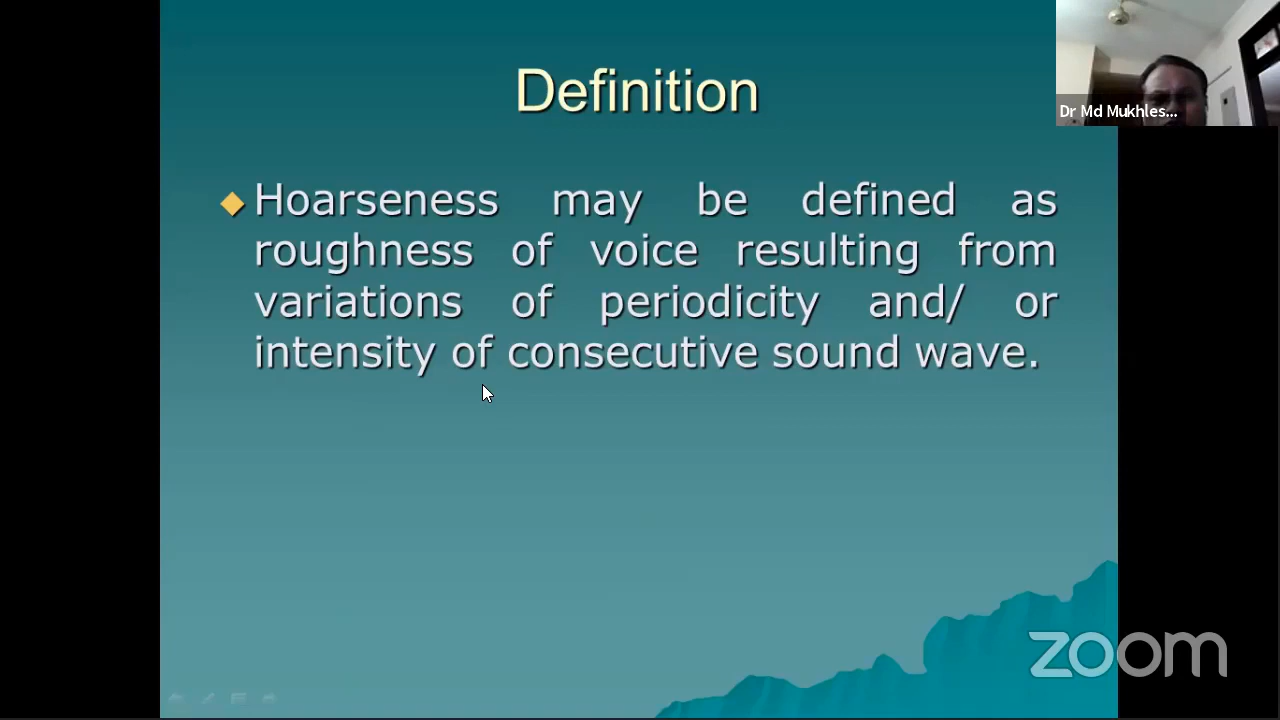 Definition
Dr Md Mukhles...
Hoarseness may be defined as
roughness of voice resulting from
variations of periodicity and/ or
intensity of consecutive sound wave.
zoom